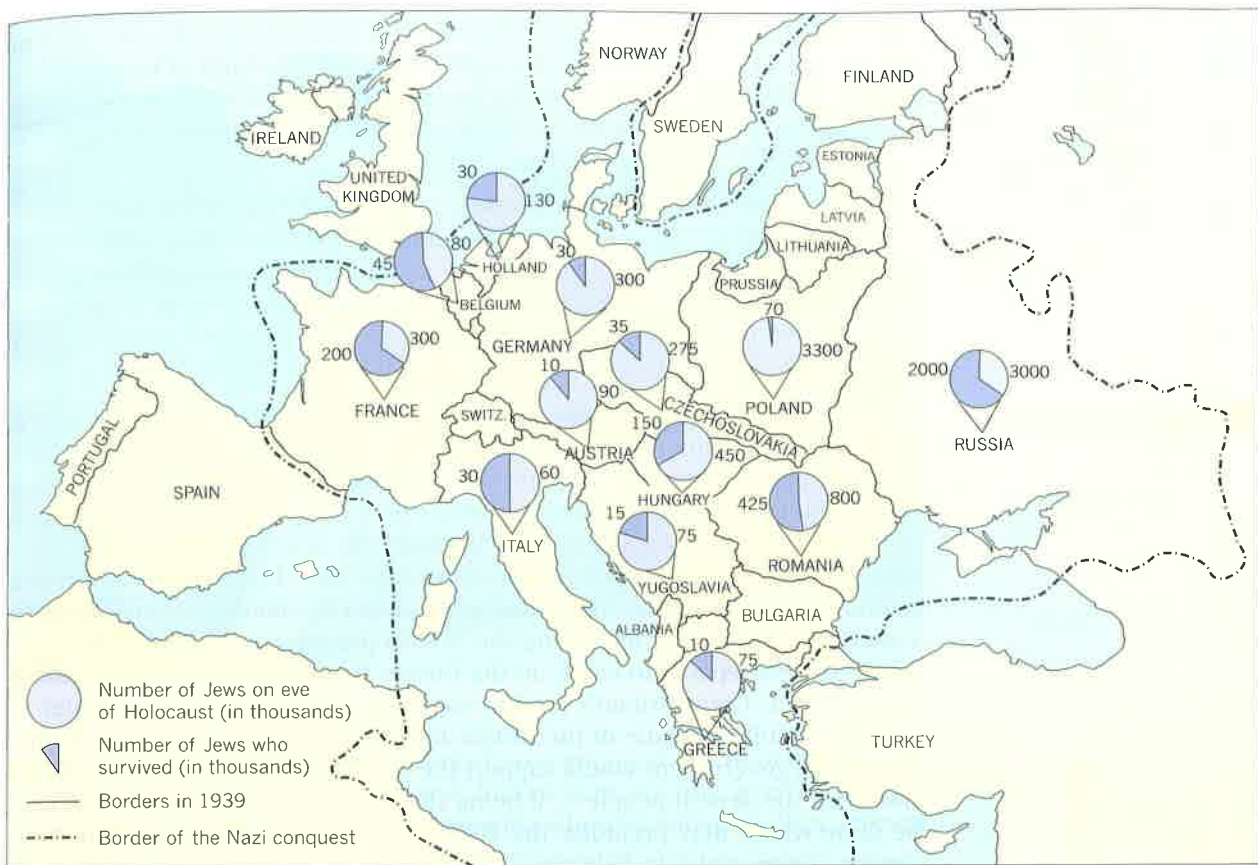 NORWAY
FINLAND
SWEDEN
IRELAND
ESTONIA
UNITED
KINGDOM
30
130
LATVIA
LITHUANIA
80
45
HOLLAND
30
300
PRUSSIA
BELGIUM
70
3300
35
275
GERMANY
200
300
10
90
2000
3000
FRANCE
SWITZ.
POLAND
CZECHOSLOVAKIA
RUSSIA
PORTUGAL
SPAIN
AUSTRIA
150
450
30
60
HUNGARY
425
800
15
75
ITALY
ROMANIA
YUGOSLAVIA
BULGARIA
ALBANIA
10
75
GREECE
TURKEY
Number of Jews on eve
of Holocaust (in thousands)
Number of Jews who
survived (in thousands)
Borders in 1939
Border of the Nazi conquest